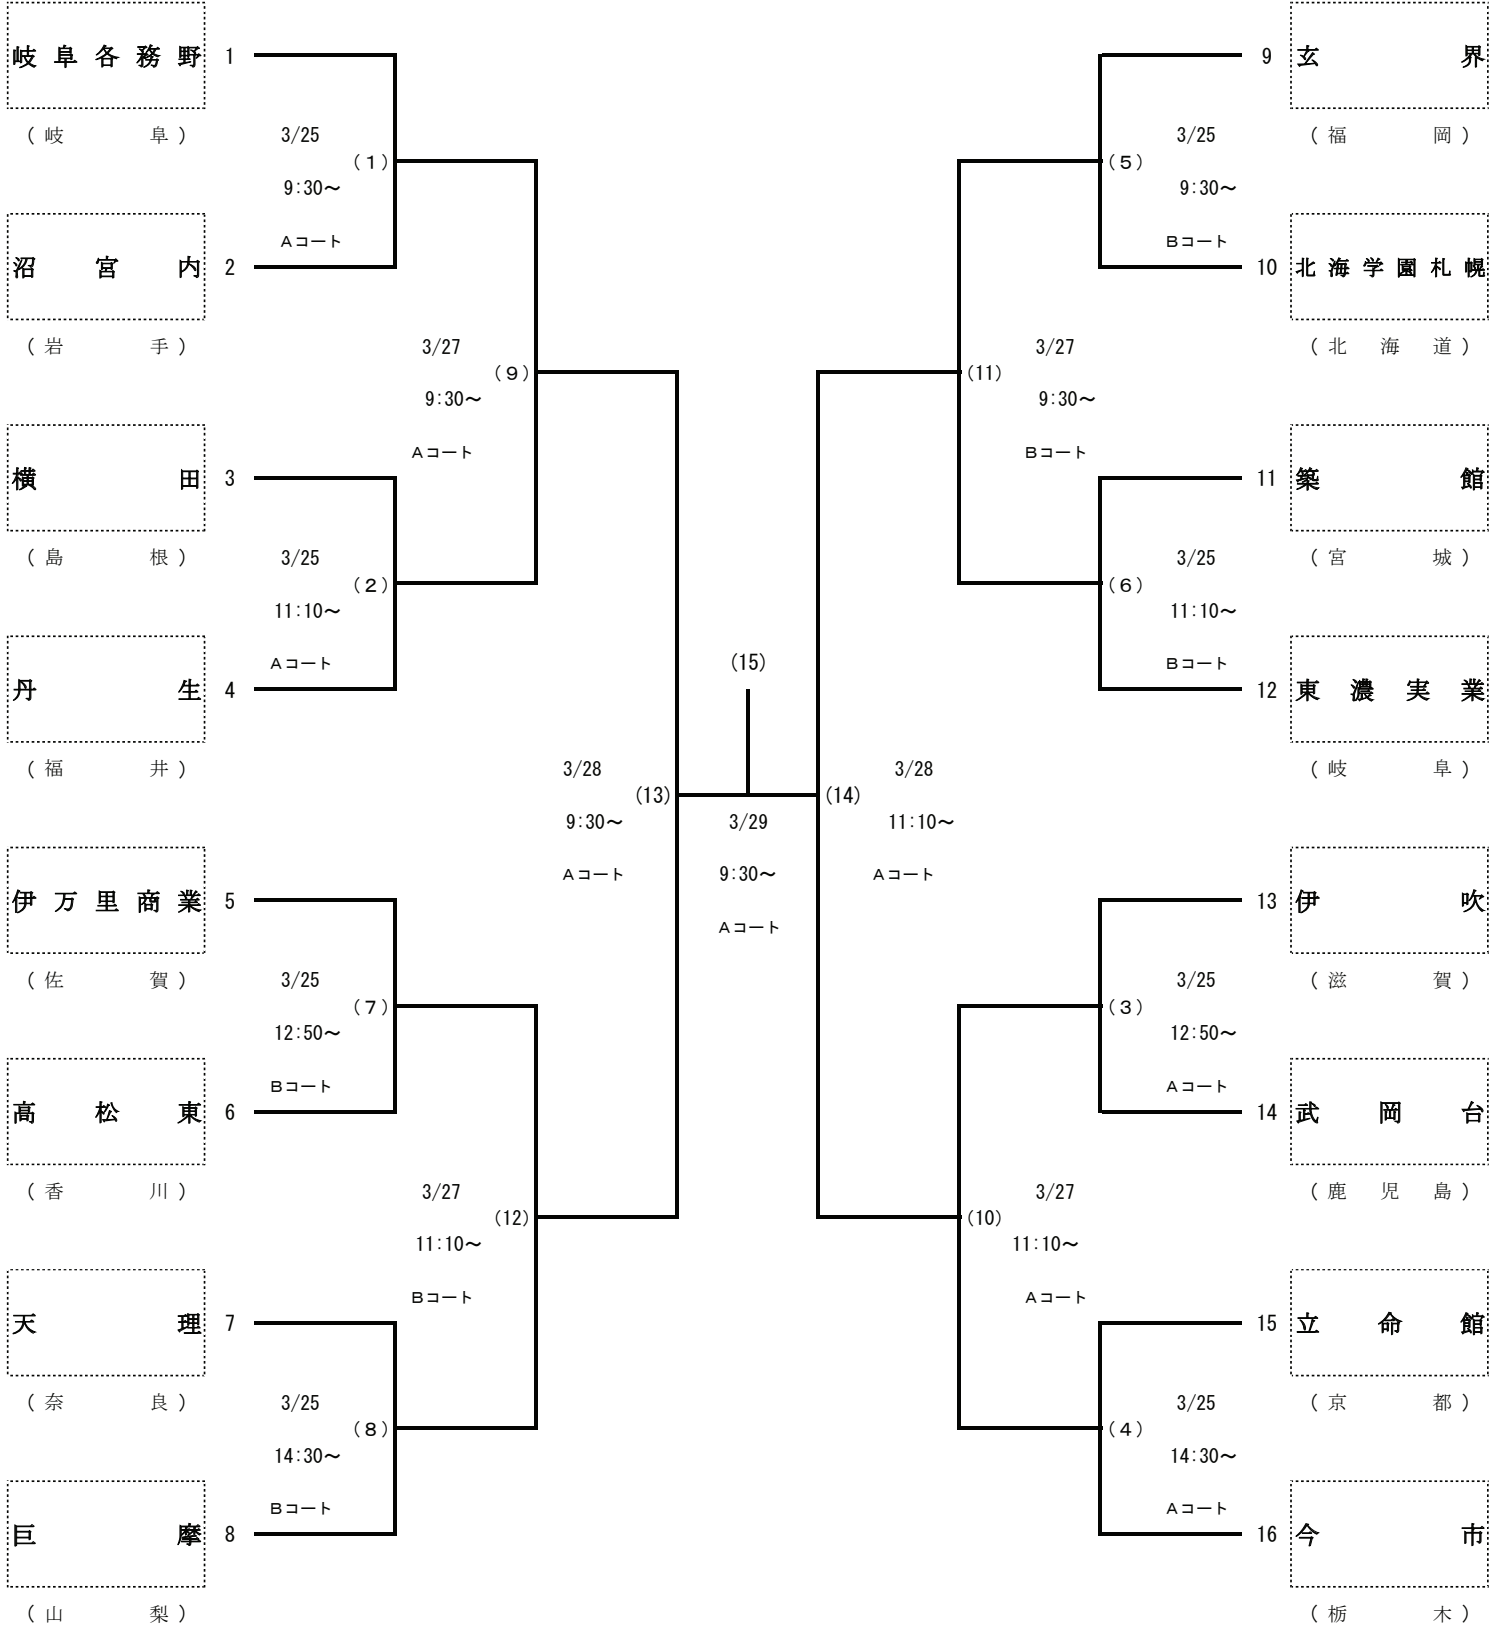 岐阜各務野 1
(岐阜)
3/25
(1)
9:30～
Aコート
沼宮内 2
(岩手)
3/27
(9)
9:30～
Aコート
横田 3
(島根)
3/25
(2)
11:10～
Aコート
丹生 4
(福井)
3/28
(13)
9:30～
Aコート
伊万里商業 5
(佐賀)
3/25
(7)
12:50～
Bコート
高松東 6
(香川)
3/27
(12)
11:10～
Bコート
天理 7
(奈良)
3/25
(8)
14:30～
Bコート
巨摩 8
(山梨)
(15)
3/29
9:30～
Aコート
9 玄界
(福岡)
3/25
(5)
9:30～
Bコート
10 北海学園札幌
(北海道)
3/27
(11)
9:30～
Bコート
11 築館
(宮城)
3/25
(6)
11:10～
Bコート
12 東濃実業
(岐阜)
3/28
(14)
11:10～
Aコート
13 伊吹
(滋賀)
3/25
(3)
12:50～
Aコート
14 武岡台
(鹿児島)
3/27
(10)
11:10～
Aコート
15 立命館
(京都)
3/25
(4)
14:30～
Aコート
16 今市
(栃木)